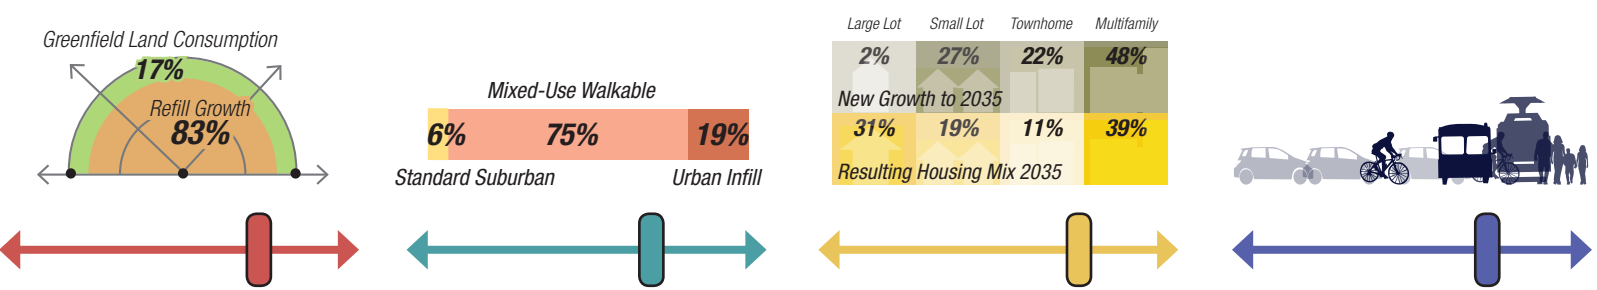 Greenfield Land Consumption
17%
Refill Growth
83%
Mixed-Use Walkable
6% 75% 19%
Standard Suburban Urban Infill
Large Lot Small Lot Townhome Multifamily
2% 27% 22% 48%
New Growth to 2035
31% 19% 11% 39%
Resulting Housing Mix 2035